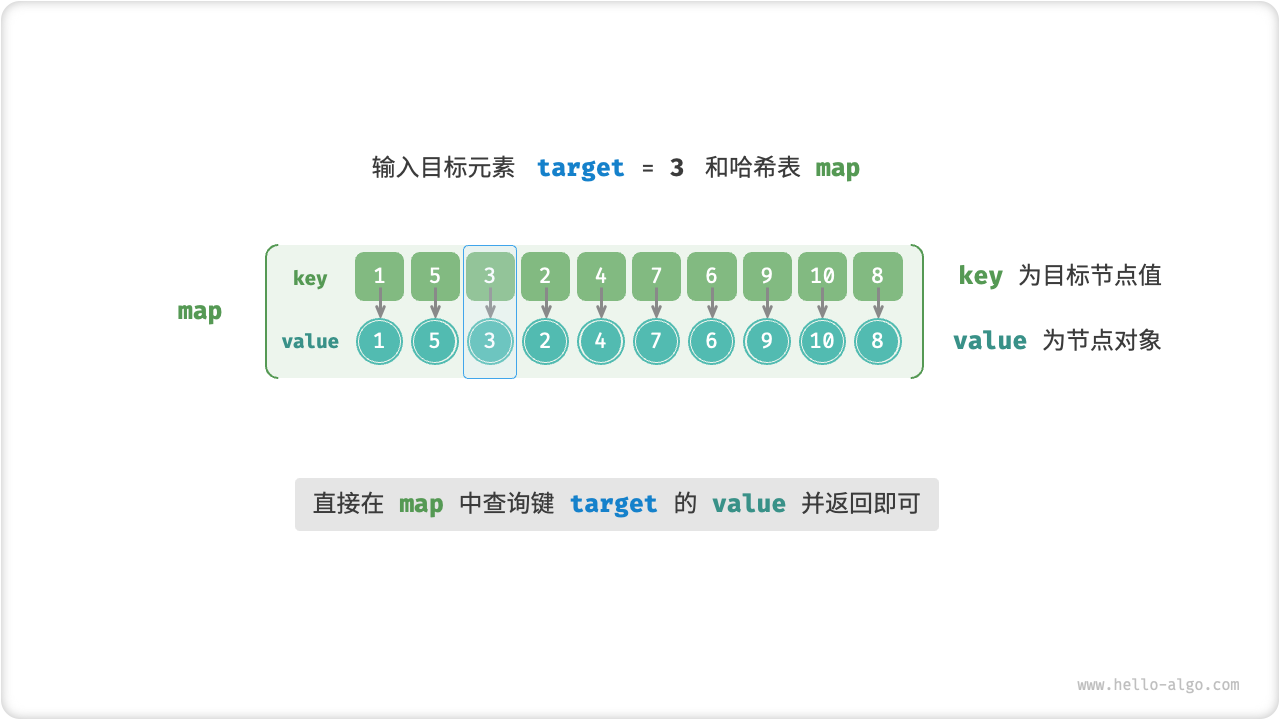 输入目标元素 target = 3 和哈希表 map
key 1 5 3 2 4 7 6 9 10 8 key 为目标节点值
map
value 1 5 3 2 4 7 6 9 10 8 value 为节点对象
直接在 map 中查询键 target 的 value 并返回即可
www.hello-algo.com